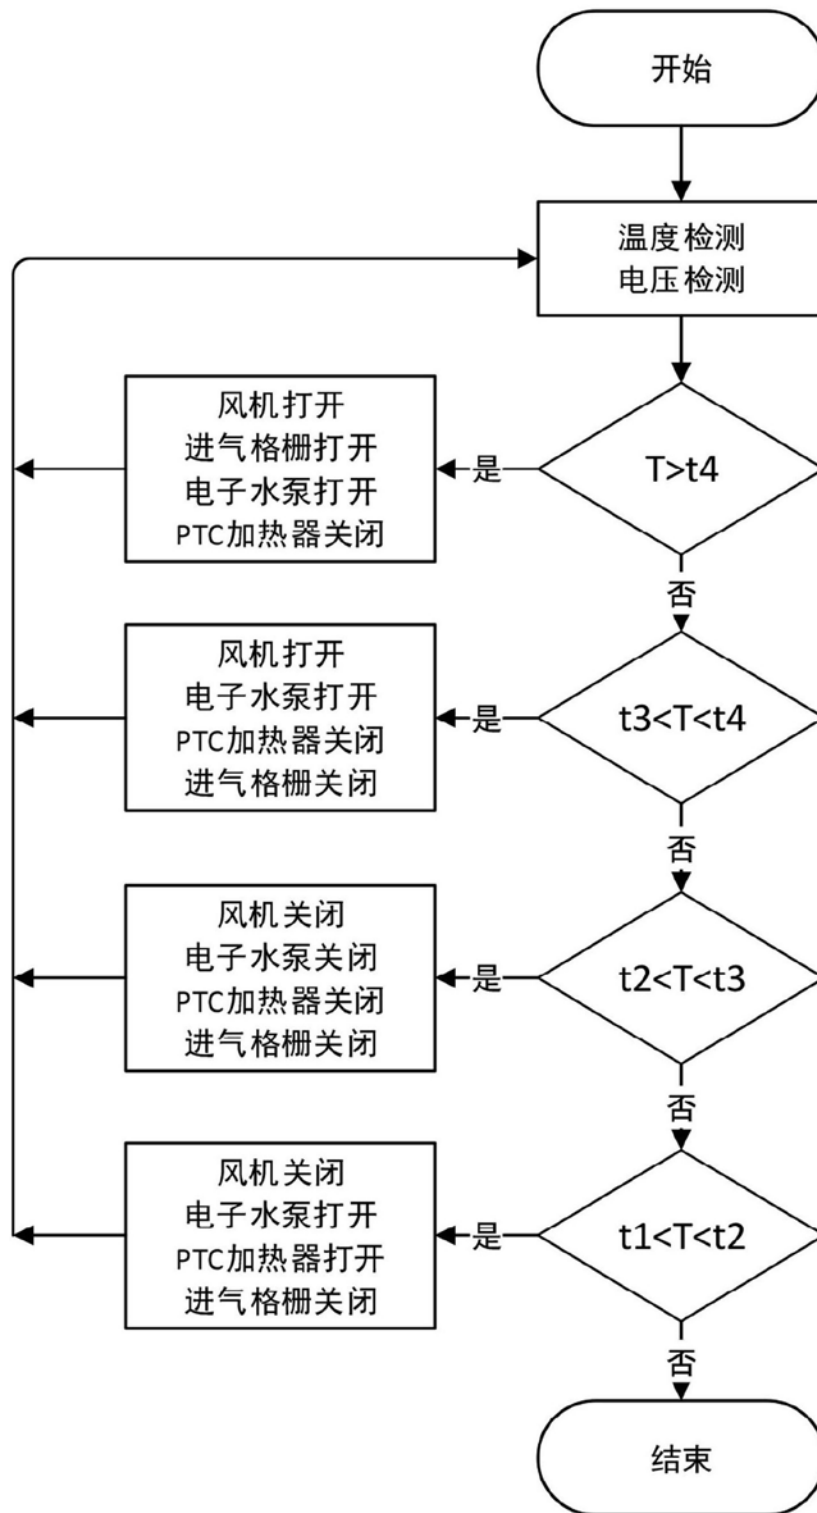 开始
温度检测
电压检测
T>t4
是
风机打开
进气格栅打开
电子水泵打开
PTC加热器关闭
否
t3<T<t4
是
风机打开
电子水泵打开
PTC加热器关闭
进气格栅关闭
否
t2<T<t3
是
风机关闭
电子水泵关闭
PTC加热器关闭
进气格栅关闭
否
t1<T<t2
是
风机关闭
电子水泵打开
PTC加热器打开
进气格栅关闭
否
结束